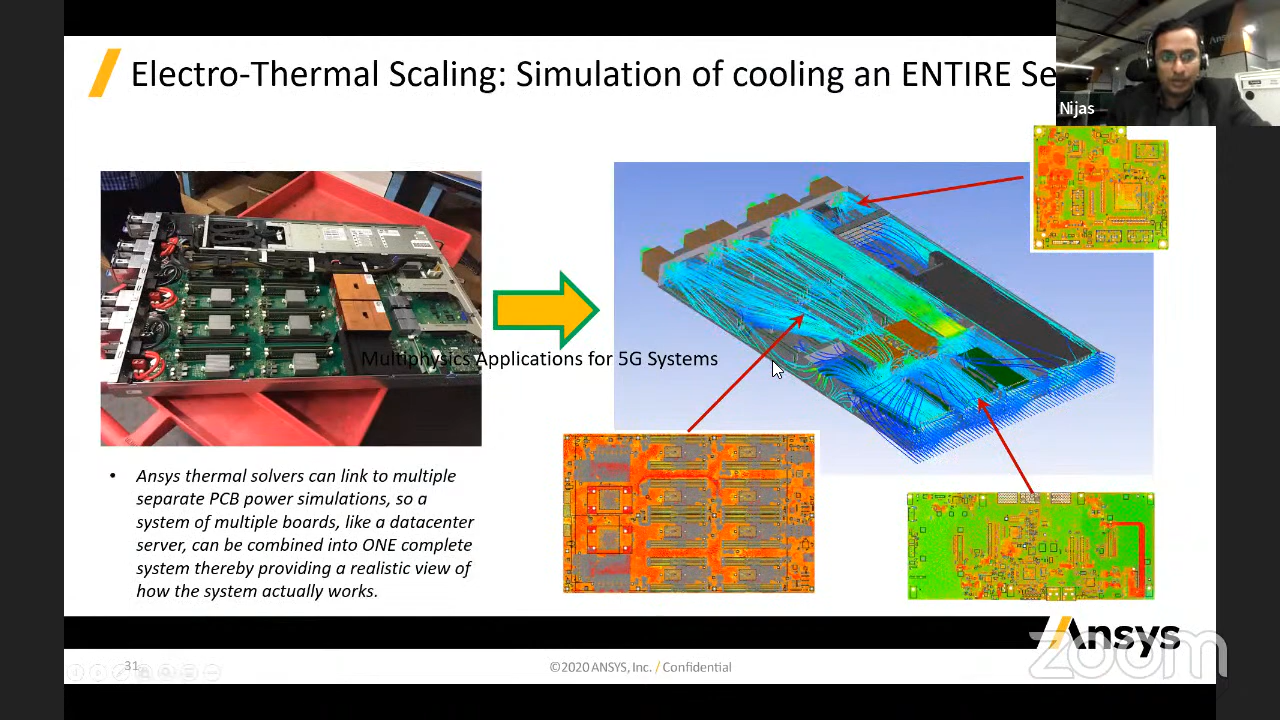 Electro-Thermal Scaling: Simulation of cooling an ENTIRE Se
Nijas
Multiphysics Applications for 5G Systems
• Ansys thermal solvers can link to multiple
separate PCB power simulations, so a
system of multiple boards, like a datacenter
server, can be combined into ONE complete
system thereby providing a realistic view of
how the system actually works.
Ansys
zoom
31
©2020 ANSYS, Inc. / Confidential